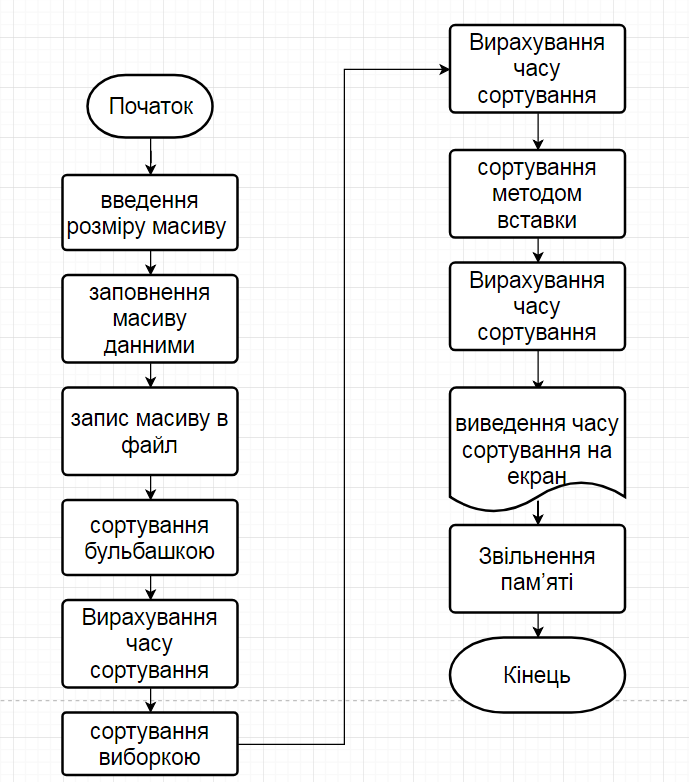 Початок
введення
розміру масиву
заповнення
масиву
данними
запис масиву в
файл
сортування
бульбашкою
Вирахування
часу
сортування
сортування
виборкою
Вирахування
часу
сортування
сортування
методом
вставки
Вирахування
часу
сортування
виведення часу
сортування на
екран
Звільнення
пам’яті
Кінець